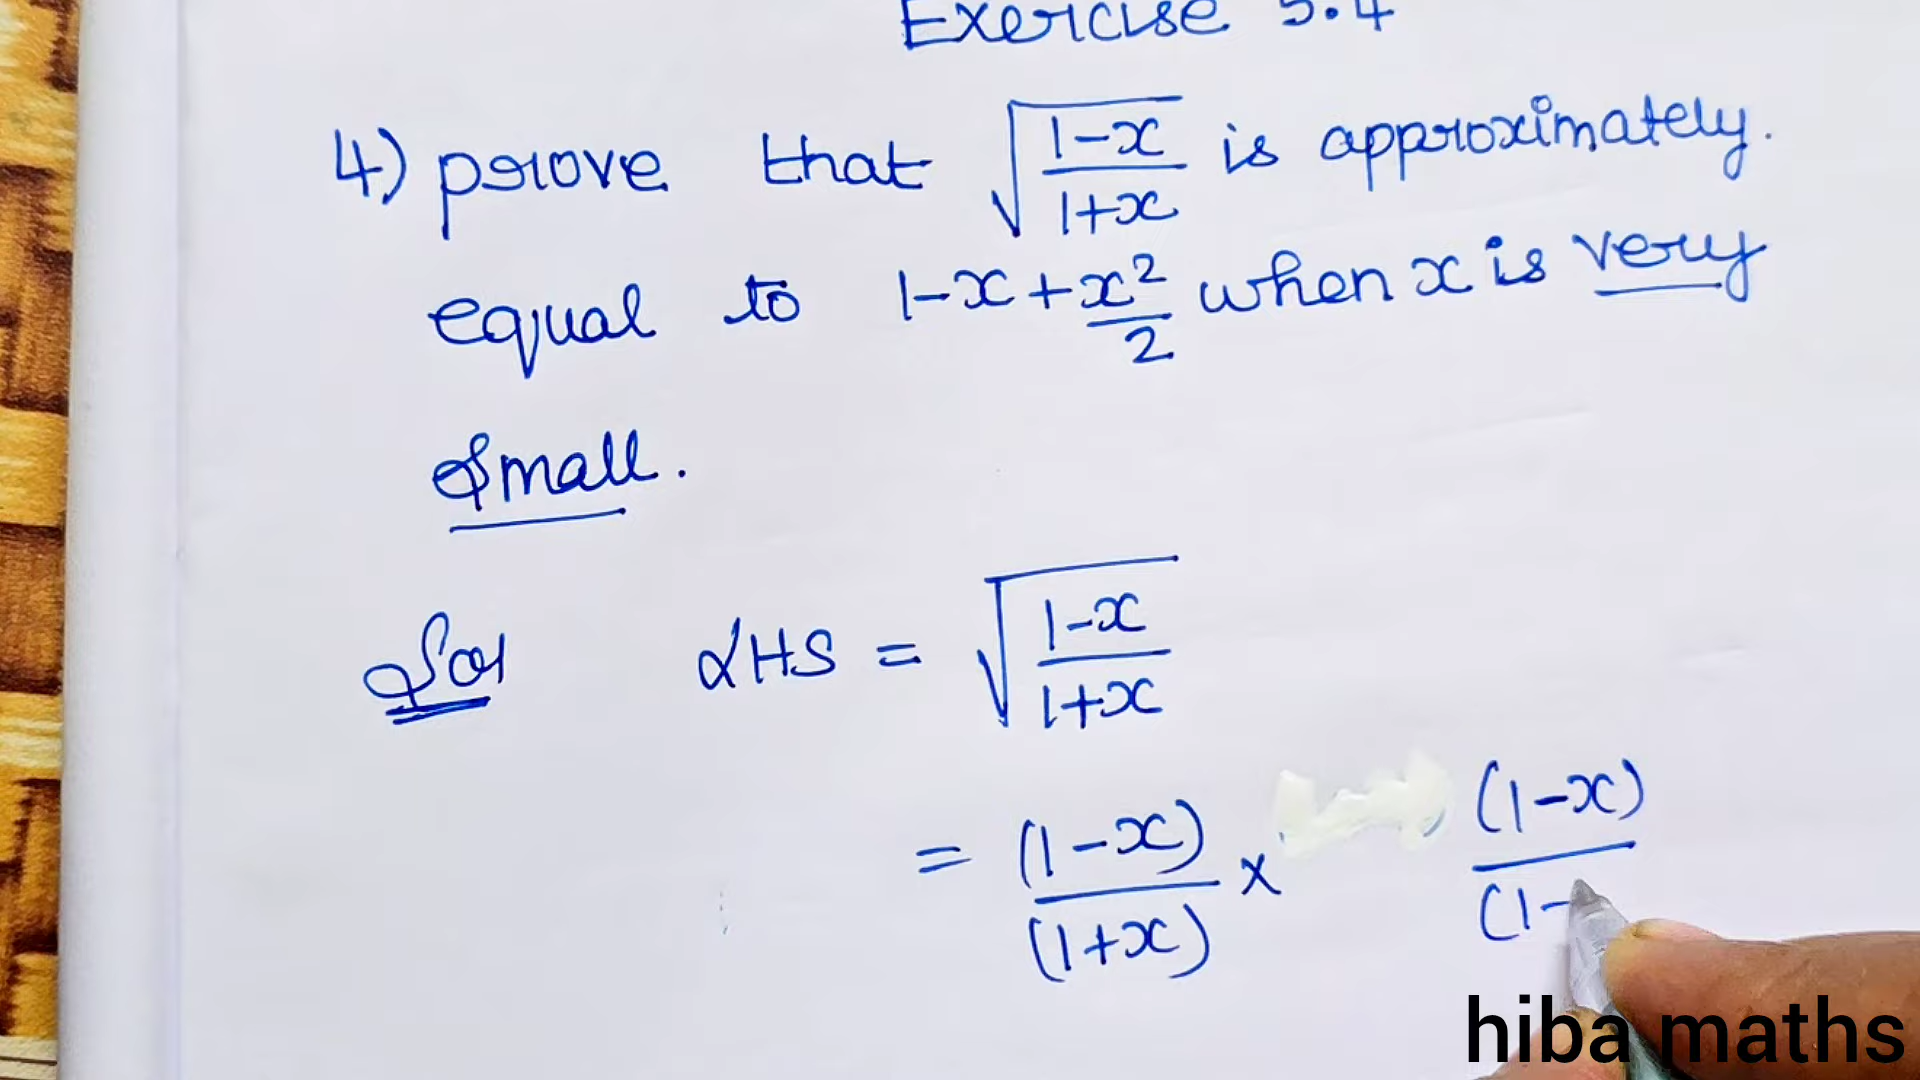 Exercise 5.4
4) prove that √(1-x)/(1+x) is approximately.
equal to 1-x+x²/2 when x is very
small.
Sol LHS = √(1-x)/(1+x)
= (1-x)/(1+x) × (1-x)/(1-
hiba maths